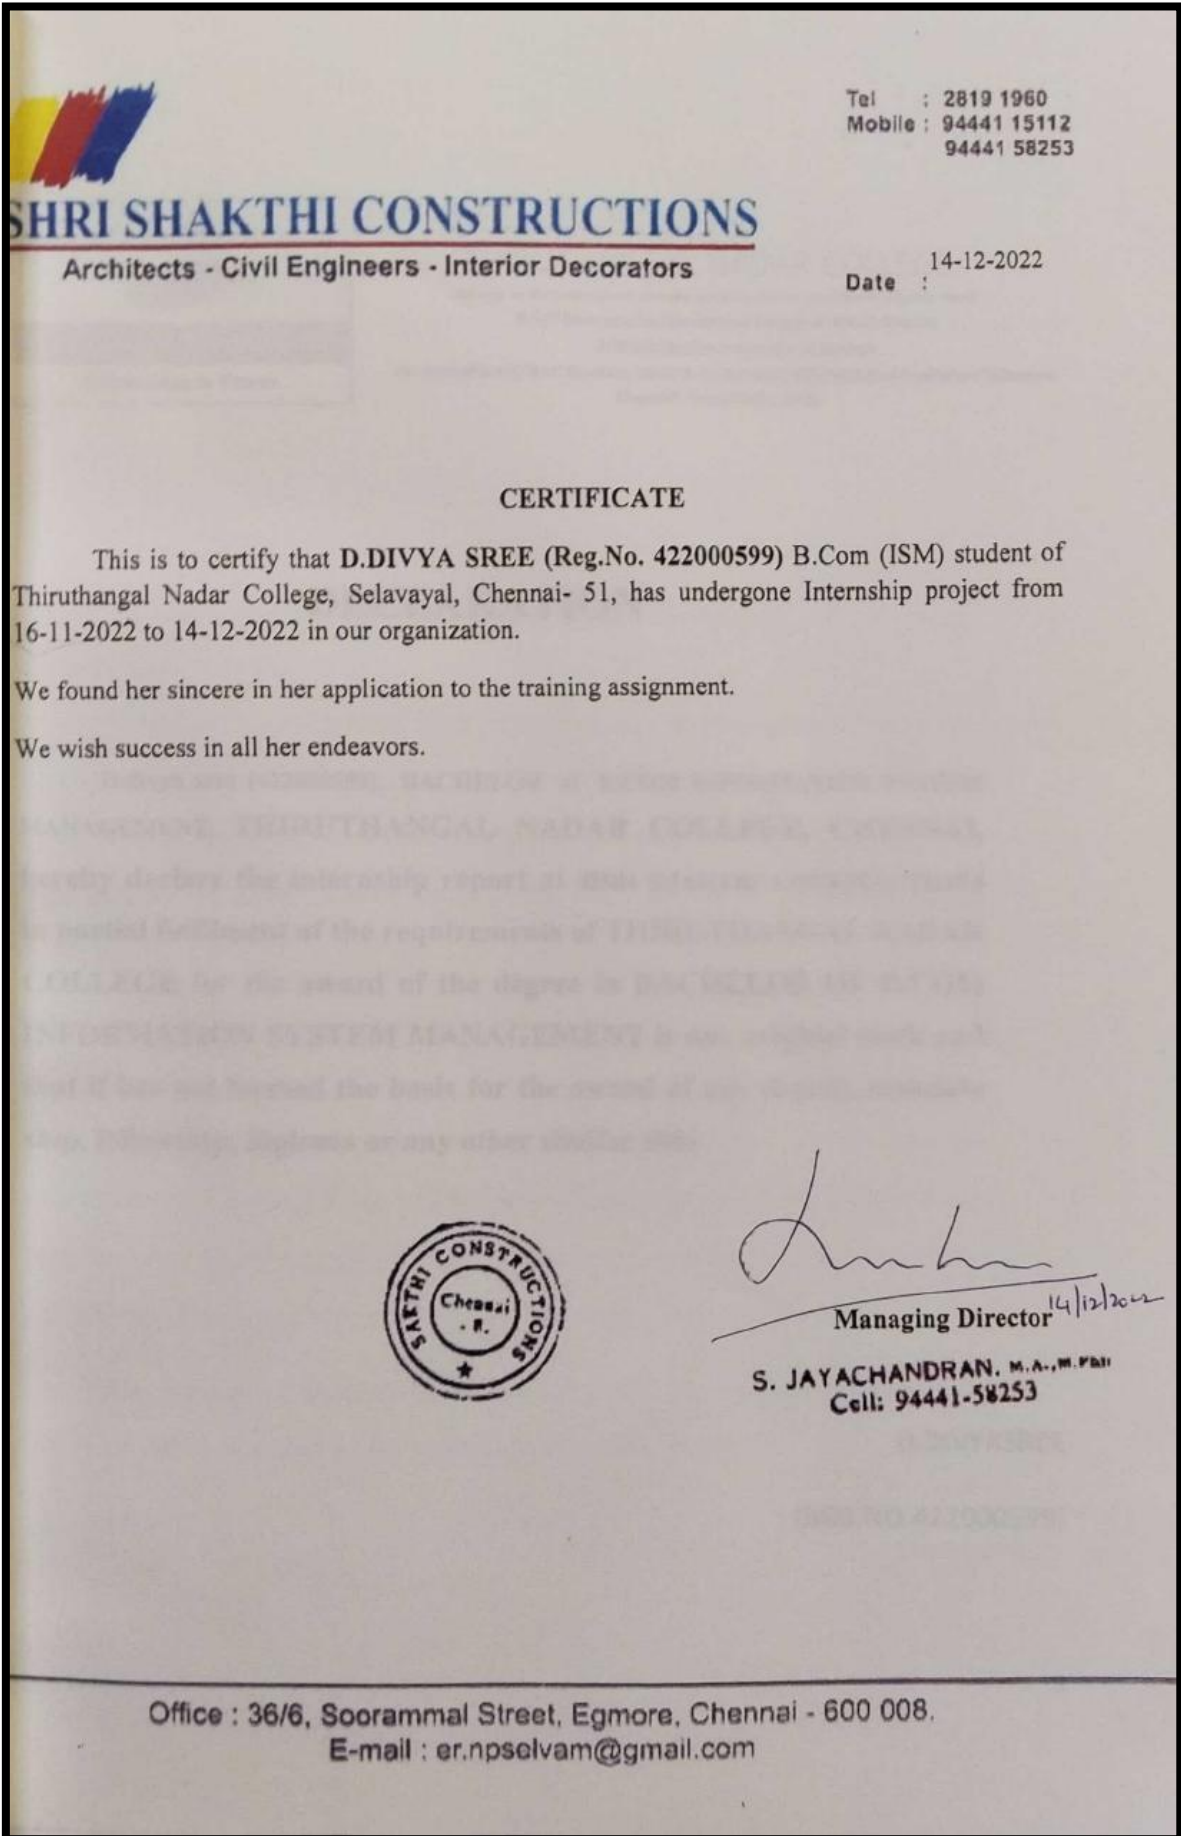 Tel : 2819 1960
Mobile : 94441 15112
94441 58253
SHRI SHAKTHI CONSTRUCTIONS
Architects - Civil Engineers - Interior Decorators
14-12-2022
Date :
CERTIFICATE
This is to certify that D.DIVYA SREE (Reg.No. 422000599) B.Com (ISM) student of
Thiruthangal Nadar College, Selavayal, Chennai- 51, has undergone Internship project from
16-11-2022 to 14-12-2022 in our organization.
We found her sincere in her application to the training assignment.
We wish success in all her endeavors.
SAKTHI CONSTRUCTIONS
Chennai
- 8.
14/12/2022
Managing Director
S. JAYACHANDRAN. M.A.,M.Phil
Cell: 94441-58253
Office : 36/6, Soorammal Street, Egmore, Chennai - 600 008.
E-mail : er.npselvam@gmail.com